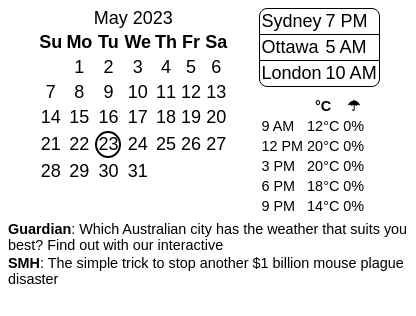 May 2023
Su Mo Tu We Th Fr Sa
1 2 3 4 5 6
7 8 9 10 11 12 13
14 15 16 17 18 19 20
21 22 23 24 25 26 27
28 29 30 31
Sydney 7 PM
Ottawa 5 AM
London 10 AM
°C ☂
9 AM 12°C 0%
12 PM 20°C 0%
3 PM 20°C 0%
6 PM 18°C 0%
9 PM 14°C 0%
Guardian: Which Australian city has the weather that suits you
best? Find out with our interactive
SMH: The simple trick to stop another $1 billion mouse plague
disaster